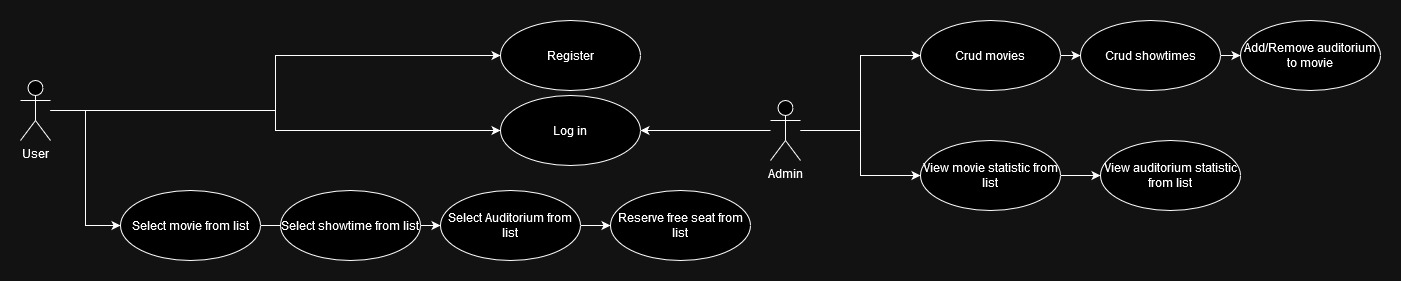 Register
Log in
User
Admin
Crud movies
Crud showtimes
Add/Remove auditorium
to movie
View movie statistic from
list
View auditorium statistic
from list
Select movie from list
Select showtime from list
Select Auditorium from
list
Reserve free seat from
list